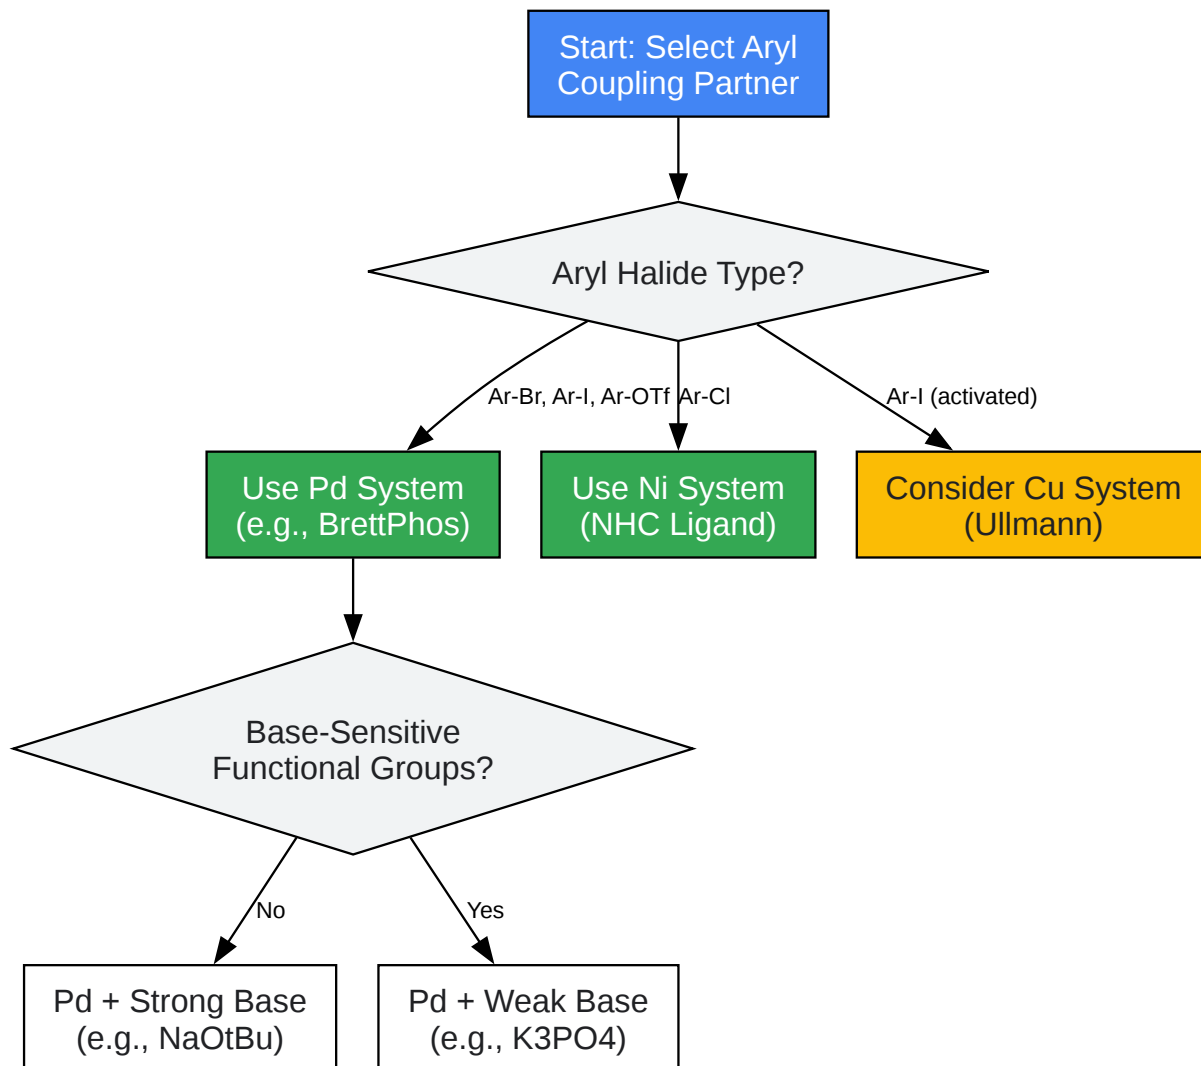 Start: Select Aryl
Coupling Partner
Aryl Halide Type?
Ar-Br, Ar-I, Ar-OTf
Ar-Cl
Ar-I (activated)
Use Pd System
(e.g., BrettPhos)
Use Ni System
(NHC Ligand)
Consider Cu System
(Ullmann)
Base-Sensitive
Functional Groups?
No
Yes
Pd + Strong Base
(e.g., NaOtBu)
Pd + Weak Base
(e.g., K3PO4)